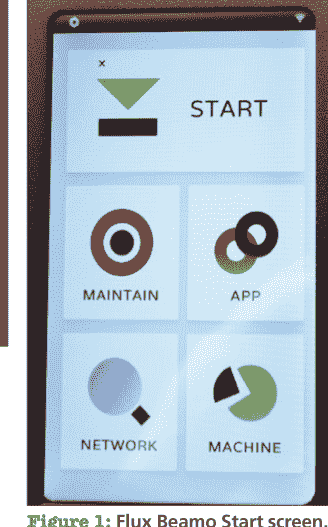 START
MAINTAIN
APP
NETWORK
MACHINE
Figure 1: Flux Beamo Start screen.